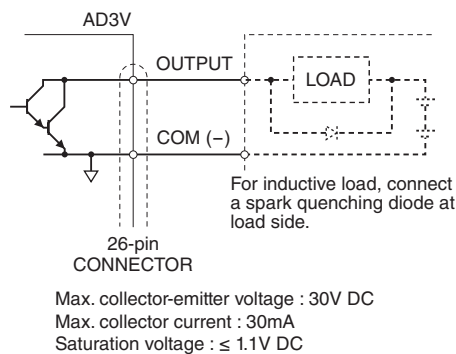 AD3V
OUTPUT
LOAD
COM (−)
For inductive load, connect
a spark quenching diode at
load side.
26-pin
CONNECTOR
Max. collector-emitter voltage : 30V DC
Max. collector current : 30mA
Saturation voltage : ≤ 1.1V DC